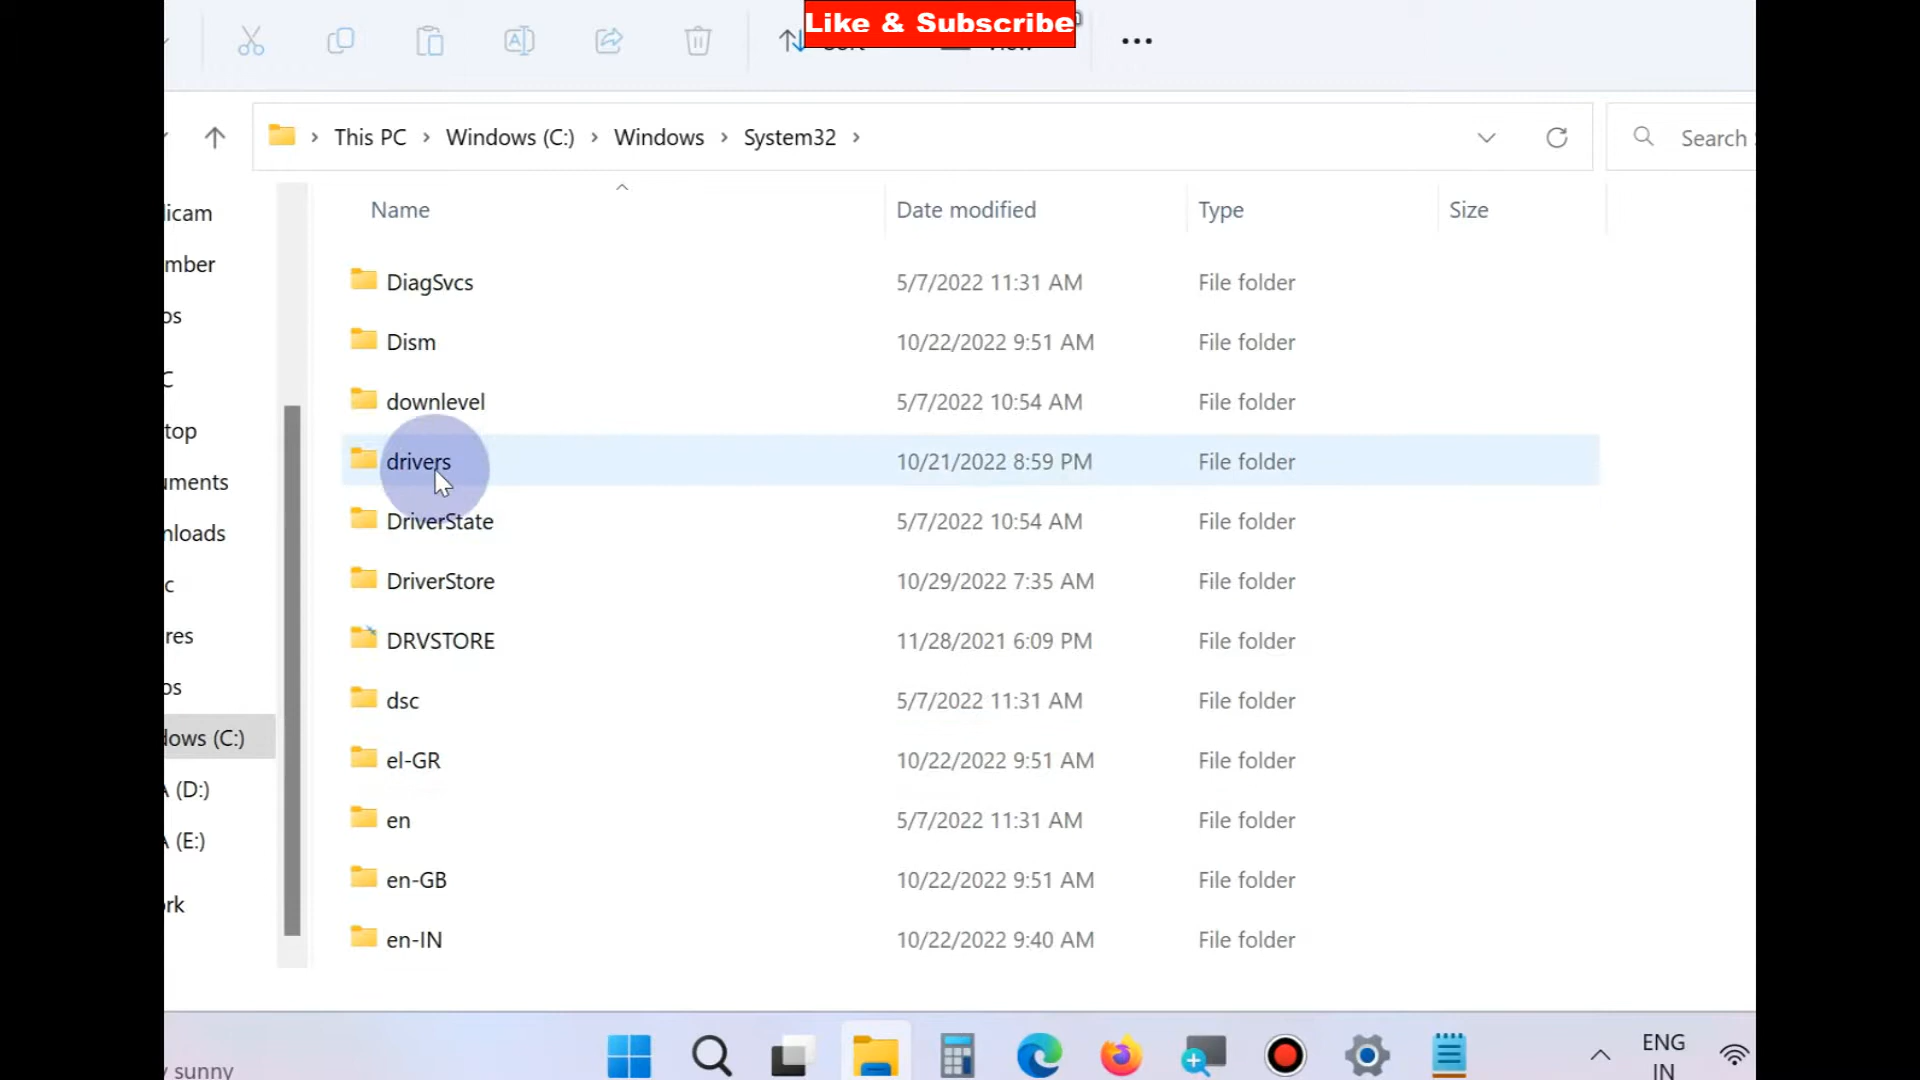 Like & Subscribe
This PC > Windows (C:) > Windows > System32 >
Search
Name Date modified Type Size
licam
mber
os
C
top
uments
nloads
c
res
os
dows (C:)
(D:)
(E:)
ork
DiagSvcs 5/7/2022 11:31 AM File folder
Dism 10/22/2022 9:51 AM File folder
downlevel 5/7/2022 10:54 AM File folder
drivers 10/21/2022 8:59 PM File folder
DriverState 5/7/2022 10:54 AM File folder
DriverStore 10/29/2022 7:35 AM File folder
DRVSTORE 11/28/2021 6:09 PM File folder
dsc 5/7/2022 11:31 AM File folder
el-GR 10/22/2022 9:51 AM File folder
en 5/7/2022 11:31 AM File folder
en-GB 10/22/2022 9:51 AM File folder
en-IN 10/22/2022 9:40 AM File folder
y sunny
ENG
IN